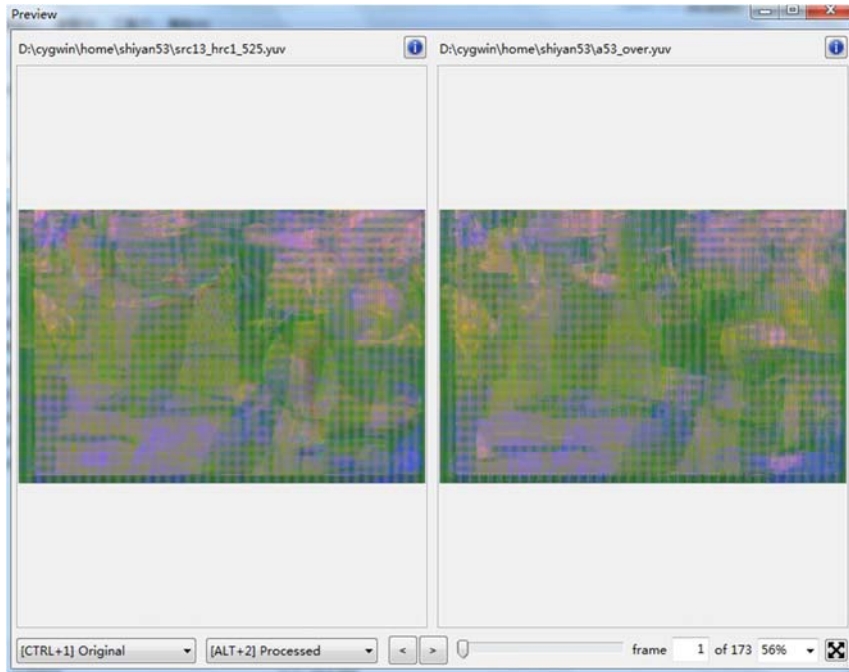 Preview
D:\cygwin\home\shiyan53\src13_hrc1_525.yuv
D:\cygwin\home\shiyan53\a53_over.yuv
[CTRL+1] Original [ALT+2] Processed < > frame 1 of 173 56%